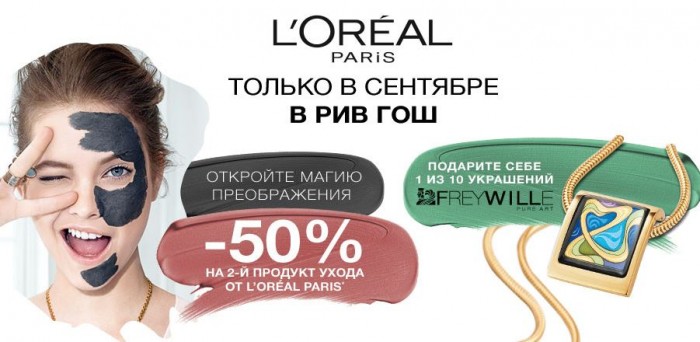 L'ORÉAL
PARiS
ТОЛЬКО В СЕНТЯБРЕ
В РИВ ГОШ
ОТКРОЙТЕ МАГИЮ
ПРЕОБРАЖЕНИЯ
-50%
НА 2-Й ПРОДУКТ УХОДА
ОТ L'ORÉAL PARIS*
ПОДАРИТЕ СЕБЕ
1 ИЗ 10 УКРАШЕНИЙ
FREYWILLE
PURE ART